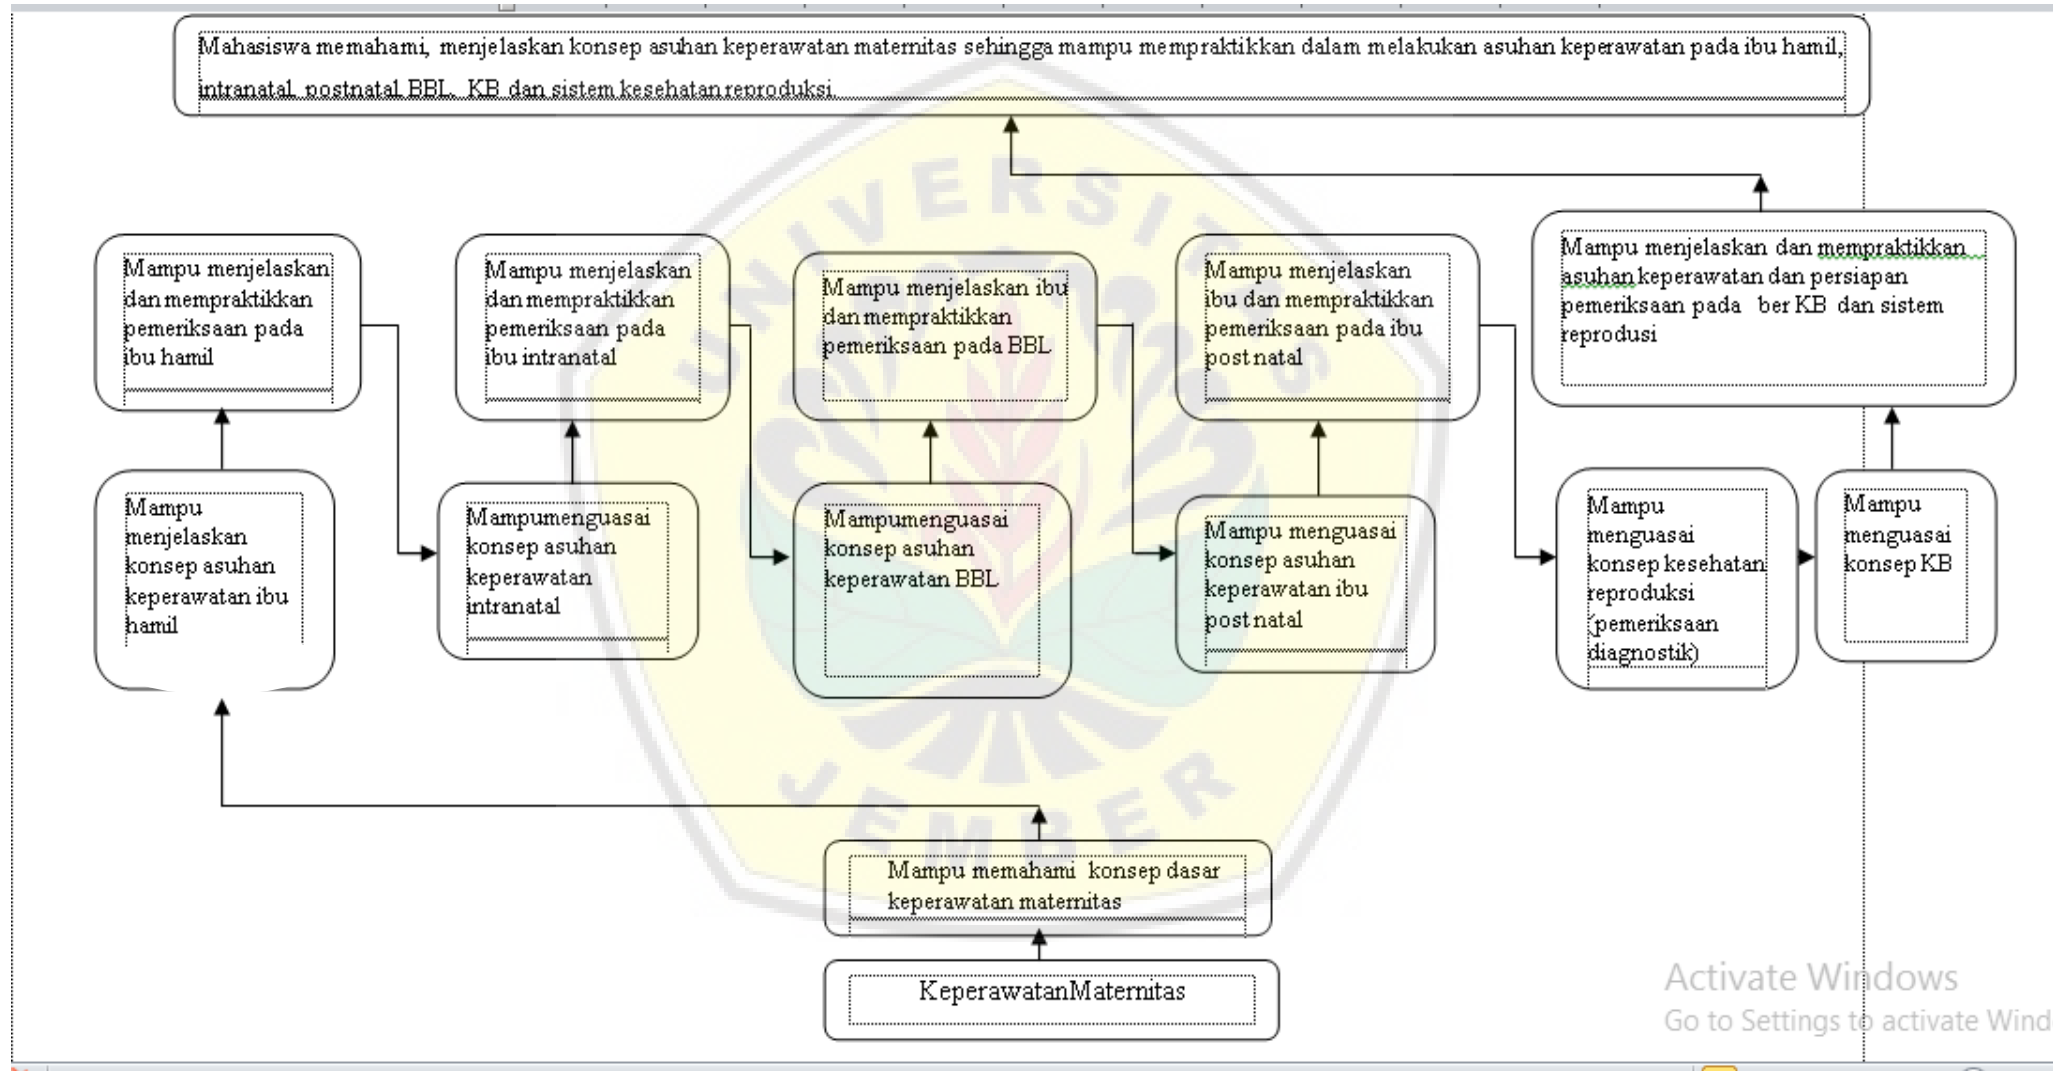 Mahasiswa memahami, menjelaskan konsep asuhan keperawatan maternitas sehingga mampu mempraktikkan dalam melakukan asuhan keperawatan pada ibu hamil,
intranatal postnatal BBL. KB dan sistem kesehatan reproduksi.
UNIVERSITAS
Mampu menjelaskan
dan mempraktikkan
pemeriksaan pada
ibu hamil
Mampu menjelaskan
dan mempraktikkan
pemeriksaan pada
ibu intranatal
Mampu menjelaskan ibu
dan mempraktikkan
pemeriksaan pada BBL
Mampu menjelaskan
ibu dan mempraktikkan
pemeriksaan pada ibu
post natal
Mampu menjelaskan dan mempraktikkan
asuhan keperawatan dan persiapan
pemeriksaan pada ber KB dan sistem
reprodusi
Mampu
menjelaskan
konsep asuhan
keperawatan ibu
hamil
Mampumenguasai
konsep asuhan
keperawatan
intranatal
Mampumenguasai
konsep asuhan
keperawatan BBL
Mampu menguasai
konsep asuhan
keperawatan ibu
post natal
Mampu
menguasai
konsep kesehatan
reproduksi
(pemeriksaan
diagnostik)
Mampu
menguasai
konsep KB
JEMBER
Mampu memahami konsep dasar
keperawatan maternitas
KeperawatanMaternitas
Activate Windows
Go to Settings to activate Wind